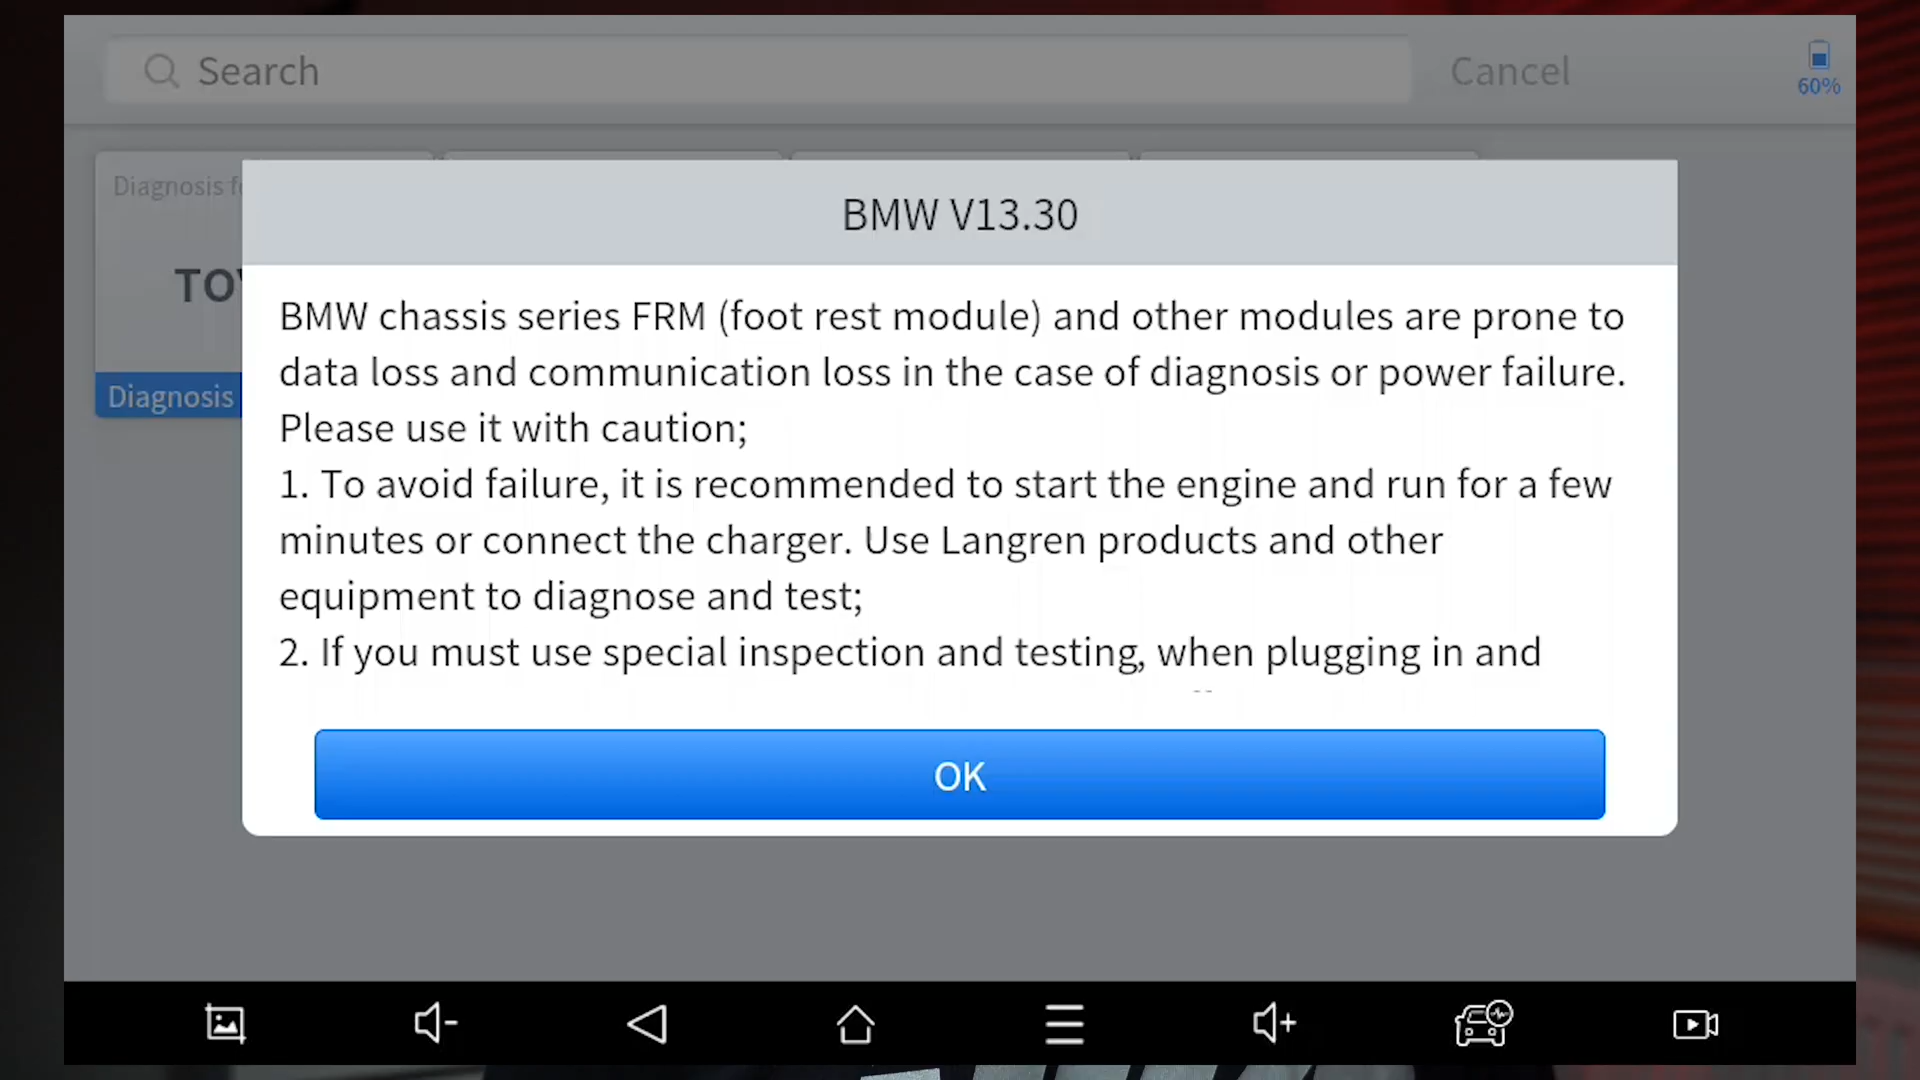 Search
Cancel
60%
Diagnosis
TO
Diagnosis
BMW V13.30
BMW chassis series FRM (foot rest module) and other modules are prone to
data loss and communication loss in the case of diagnosis or power failure.
Please use it with caution;
1. To avoid failure, it is recommended to start the engine and run for a few
minutes or connect the charger. Use Langren products and other
equipment to diagnose and test;
2. If you must use special inspection and testing, when plugging in and
OK